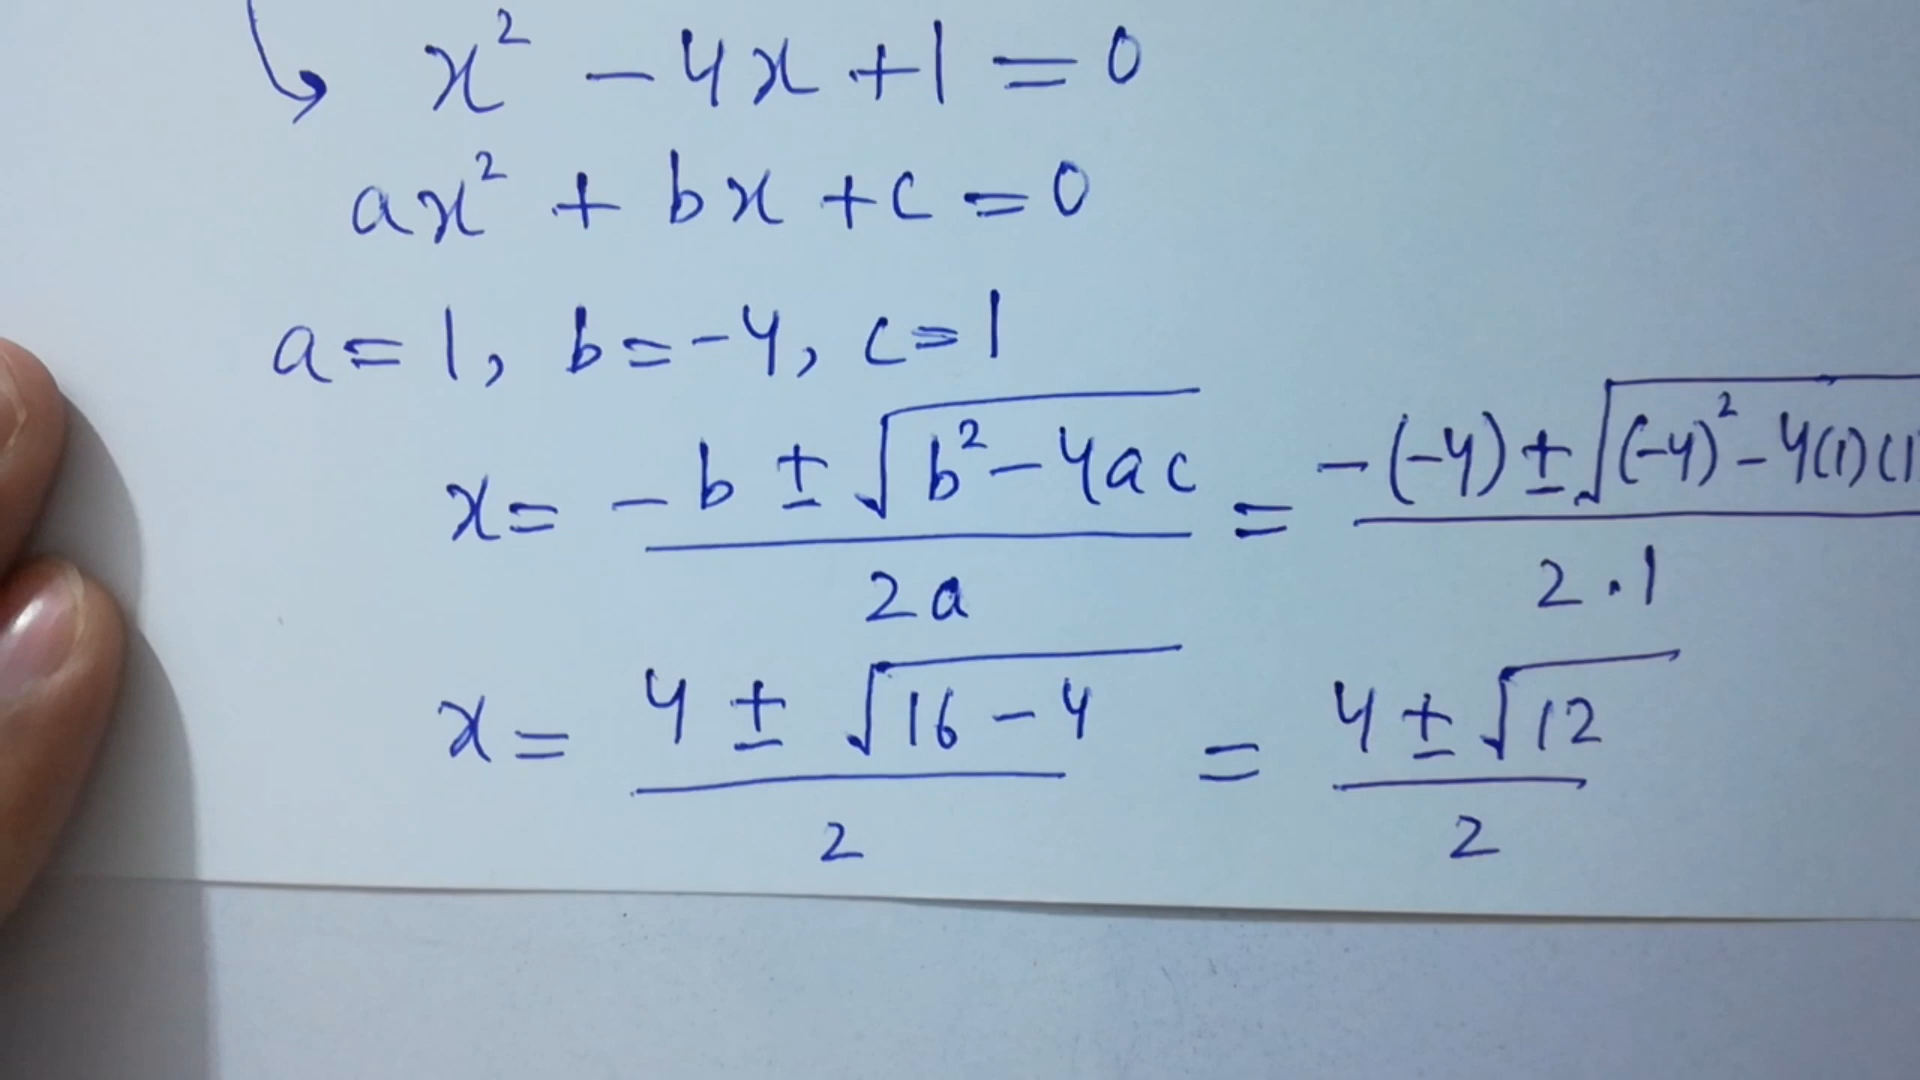 x² - 4x + 1 = 0
ax² + bx + c = 0
a = 1, b = -4, c = 1
x = (-b ± √(b² - 4ac)) / 2a = (-(-4) ± √((-4)² - 4(1)(1) / 2·1
x = (4 ± √(16 - 4)) / 2 = (4 ± √12) / 2